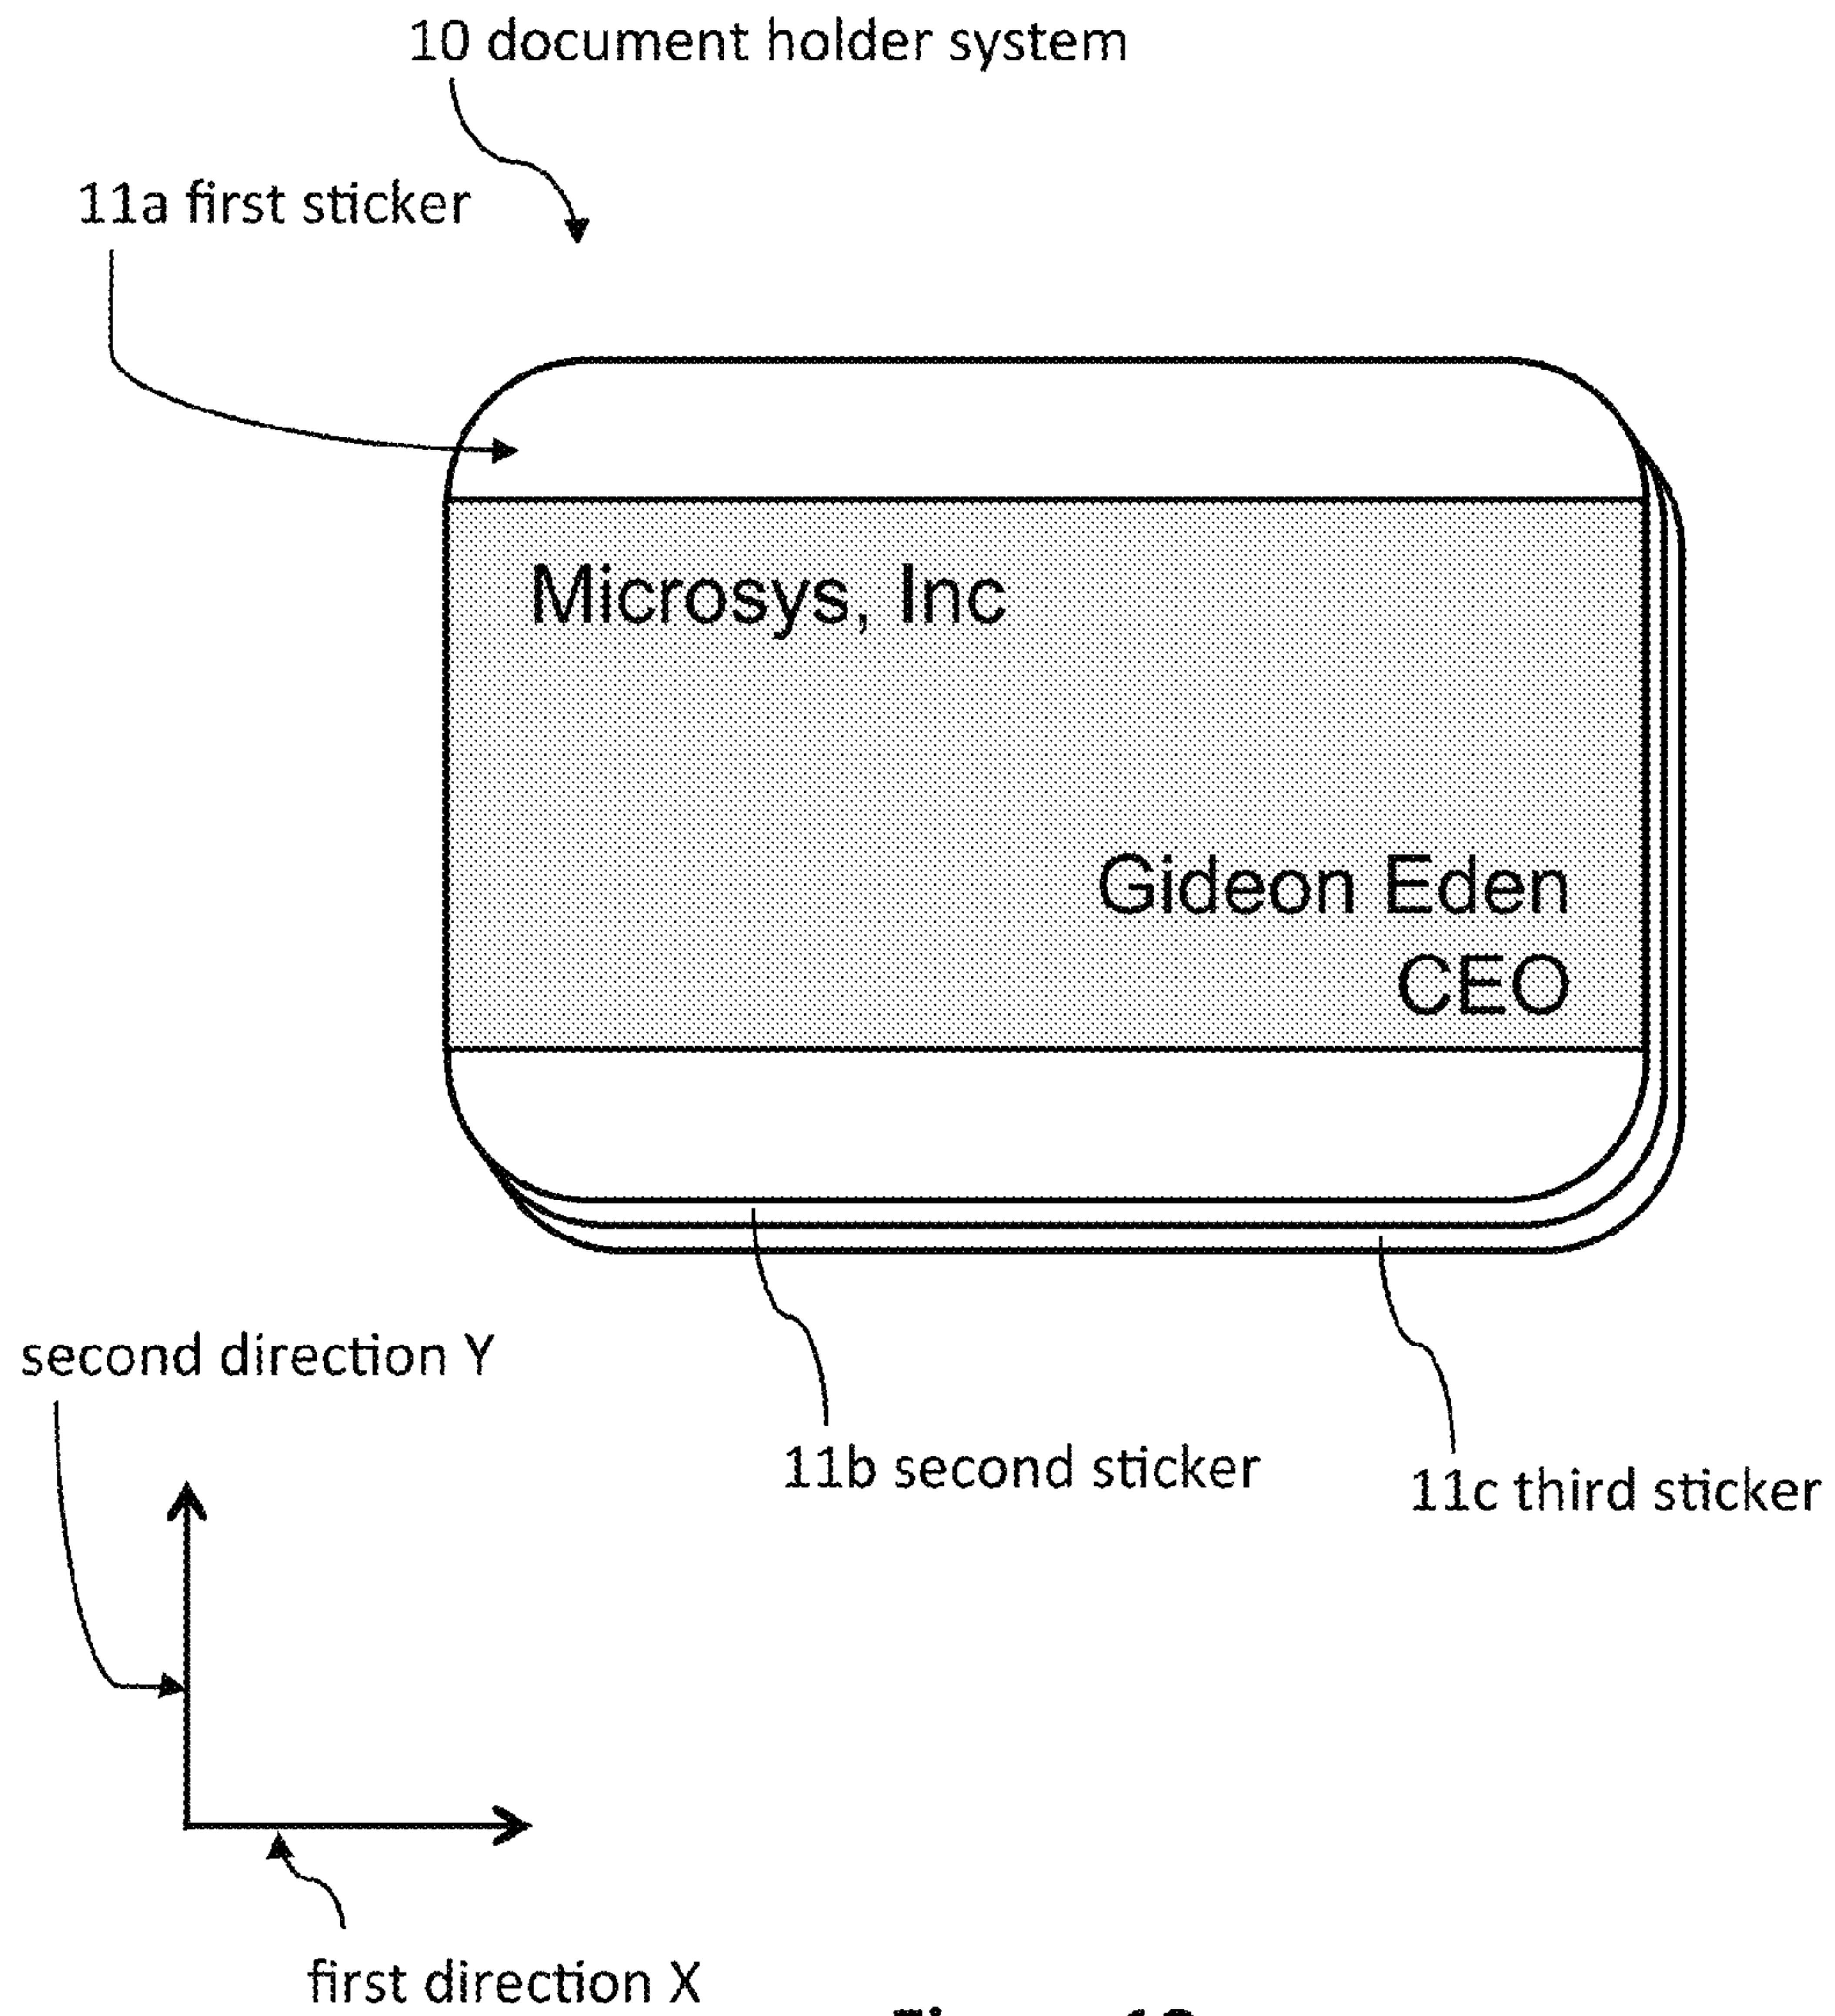 10 document holder system
11a first sticker
Microsys, Inc
Gideon Eden
CEO
second direction Y
11b second sticker
11c third sticker
first direction X